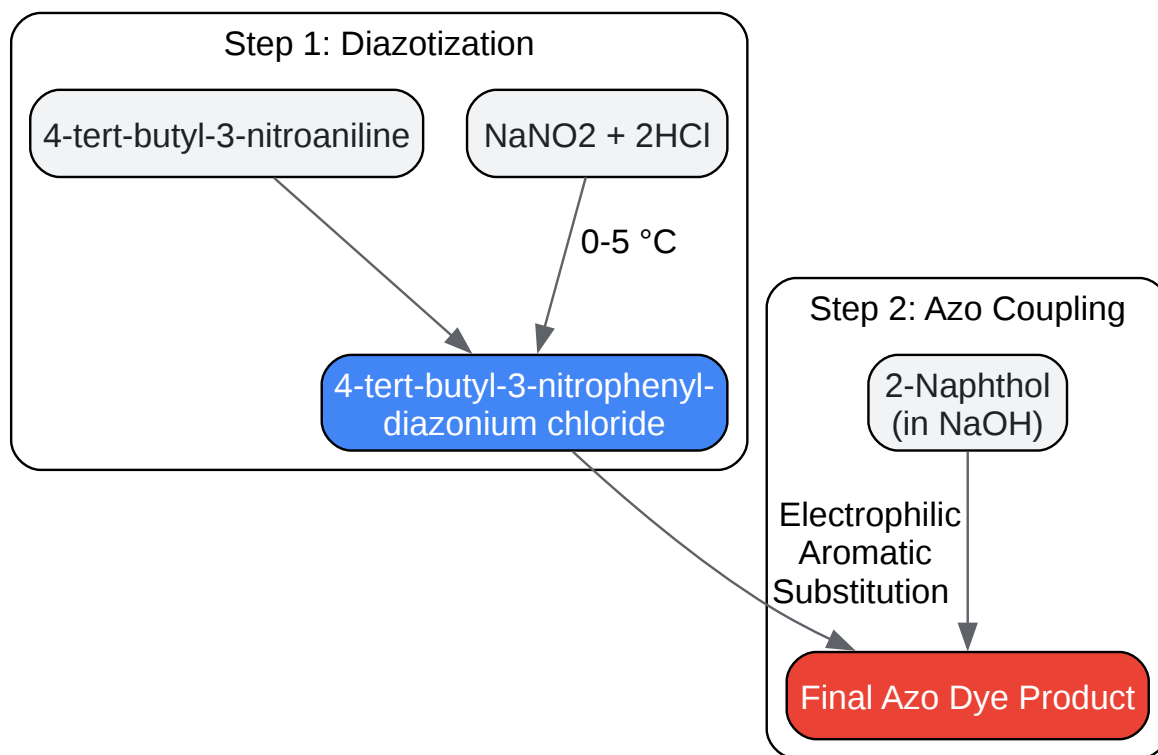 Step 1: Diazotization
4-tert-butyl-3-nitroaniline
NaNO2 + 2HCl
0-5 °C
4-tert-butyl-3-nitrophenyl-
diazonium chloride
Step 2: Azo Coupling
2-Naphthol
(in NaOH)
Electrophilic
Aromatic
Substitution
Final Azo Dye Product